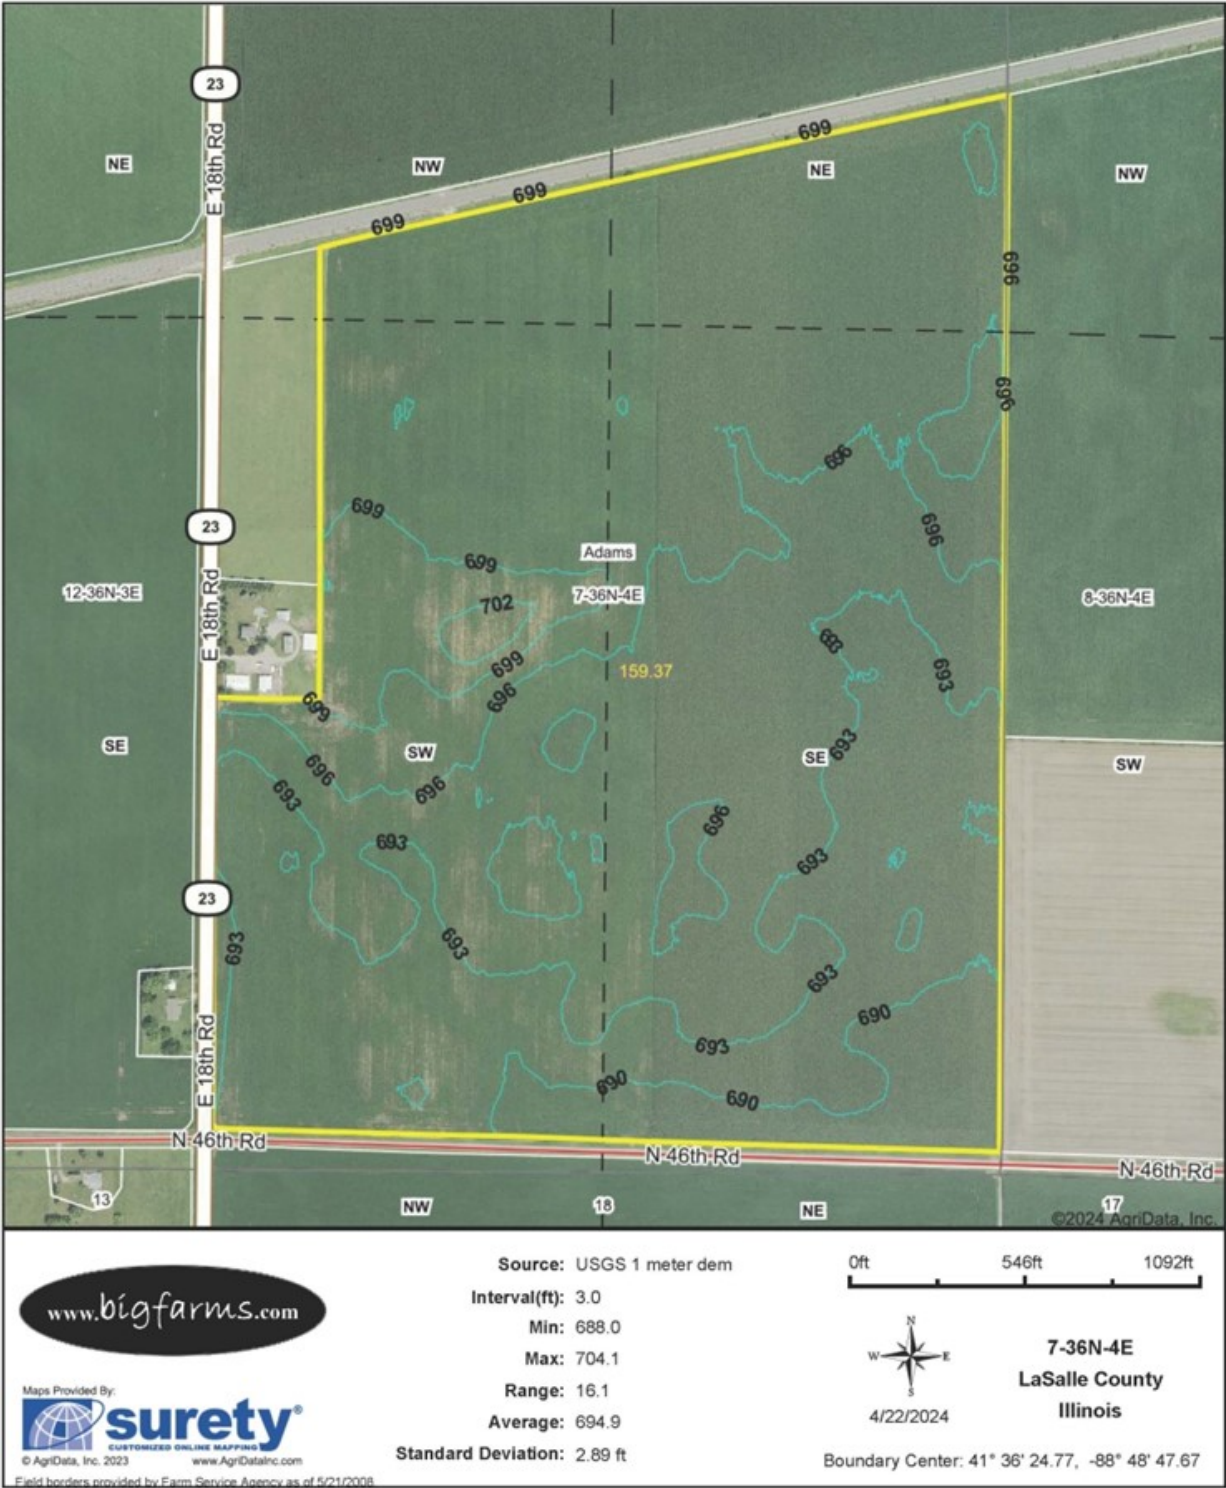 23
E 18th Rd
NE
NW
699
NE
NW
699
699
696
696
696
699
696
23
699
Adams
702
7-36N-4E
12-36N-3E
8-36N-4E
E 18th Rd
693
699
159.37
693
696
699
SE
SW
693
SE
SW
696
693
696
696
693
693
23
693
693
693
690
693
E 18th Rd
690
690
N 46th Rd
N 46th Rd
N 46th Rd
13
NW
18
NE
17
©2024 AgriData, Inc.
www.bigfarms.com
Maps Provided By:
surety®
CUSTOMIZED ONLINE MAPPING
© AgriData, Inc. 2023 www.AgriDataInc.com
Field borders provided by Farm Service Agency as of 5/21/2008.
Source: USGS 1 meter dem
Interval(ft): 3.0
Min: 688.0
Max: 704.1
Range: 16.1
Average: 694.9
Standard Deviation: 2.89 ft
0ft 546ft 1092ft
N
W E
S
4/22/2024
7-36N-4E
LaSalle County
Illinois
Boundary Center: 41° 36' 24.77, -88° 48' 47.67